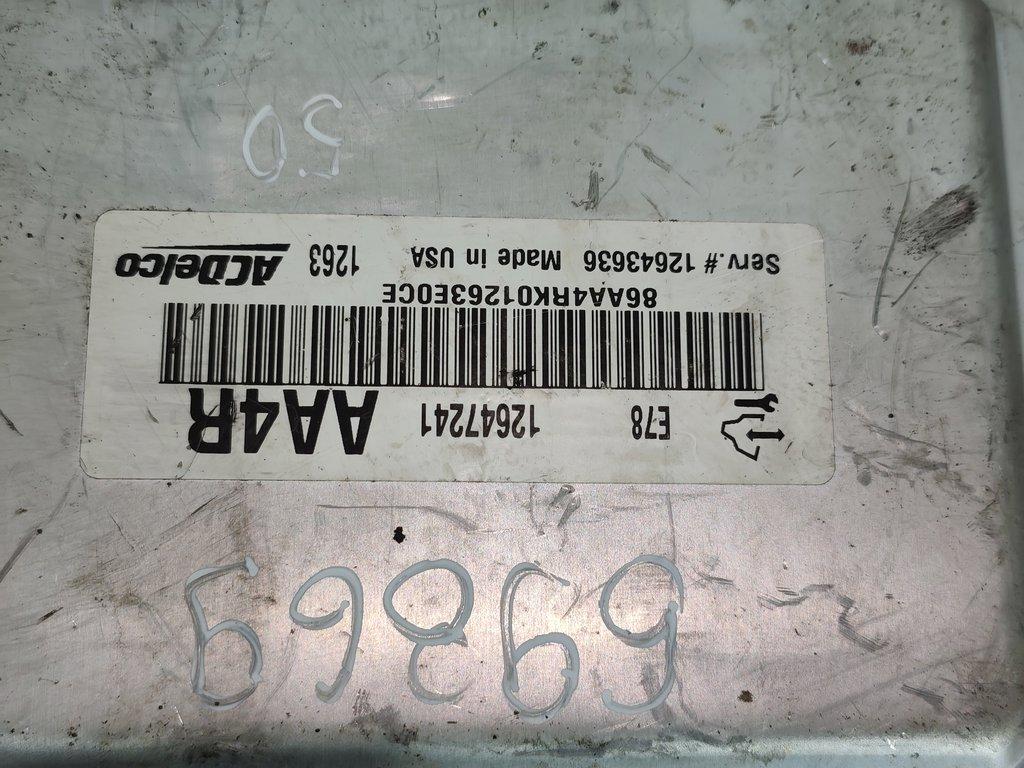 69869
E78 12647241 AA4R
86AA4RK01263E0CE
Serv.# 12643636 Made in USA 1263 ACDelco
50